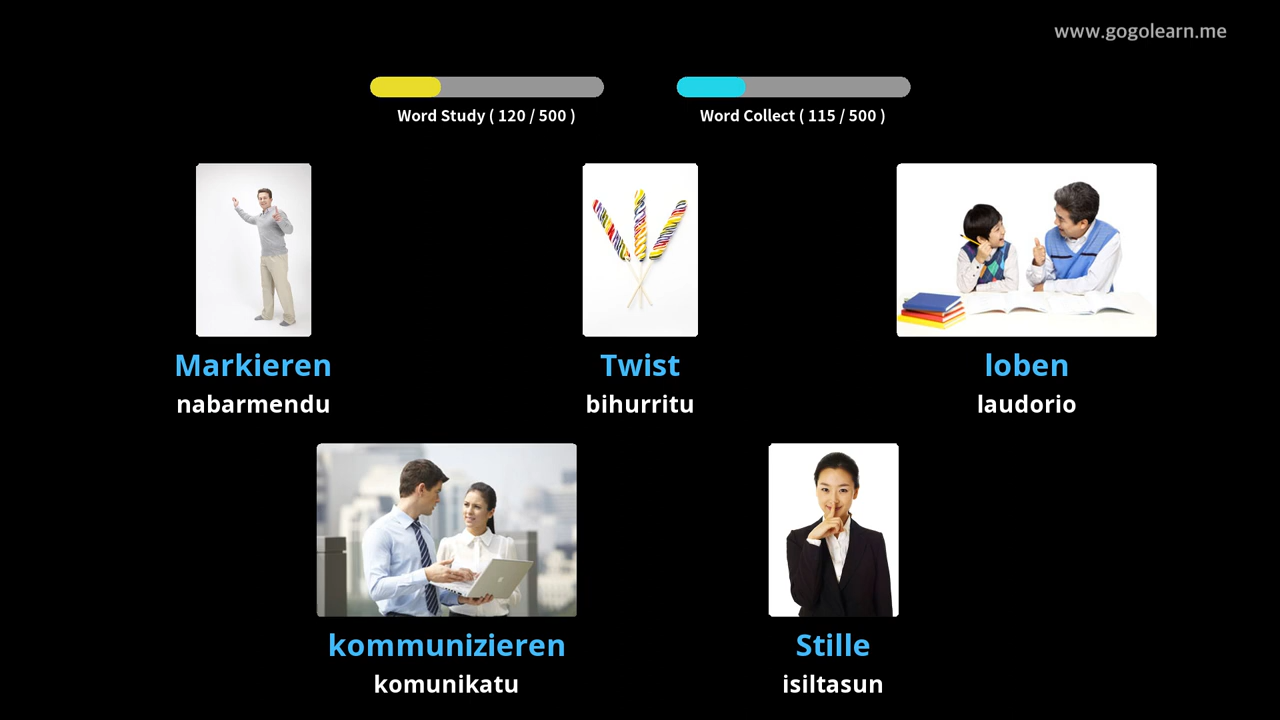 www.gogolearn.me
Word Study ( 120 / 500 )
Word Collect ( 115 / 500 )
Markieren
nabarmendu
Twist
bihurritu
loben
laudorio
kommunizieren
komunikatu
Stille
isiltasun